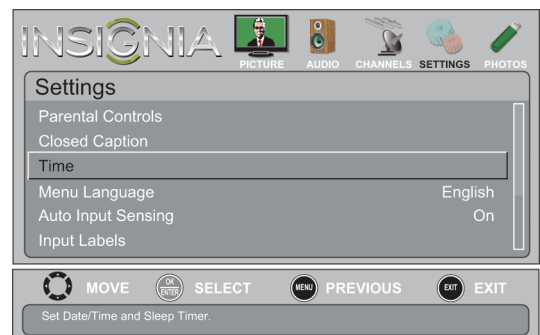 INSIGNIA
PICTURE AUDIO CHANNELS SETTINGS PHOTOS
Settings
Parental Controls
Closed Caption
Time
Menu Language English
Auto Input Sensing On
Input Labels
MOVE OK ENTER SELECT MENU PREVIOUS EXIT EXIT
Set Date/Time and Sleep Timer.